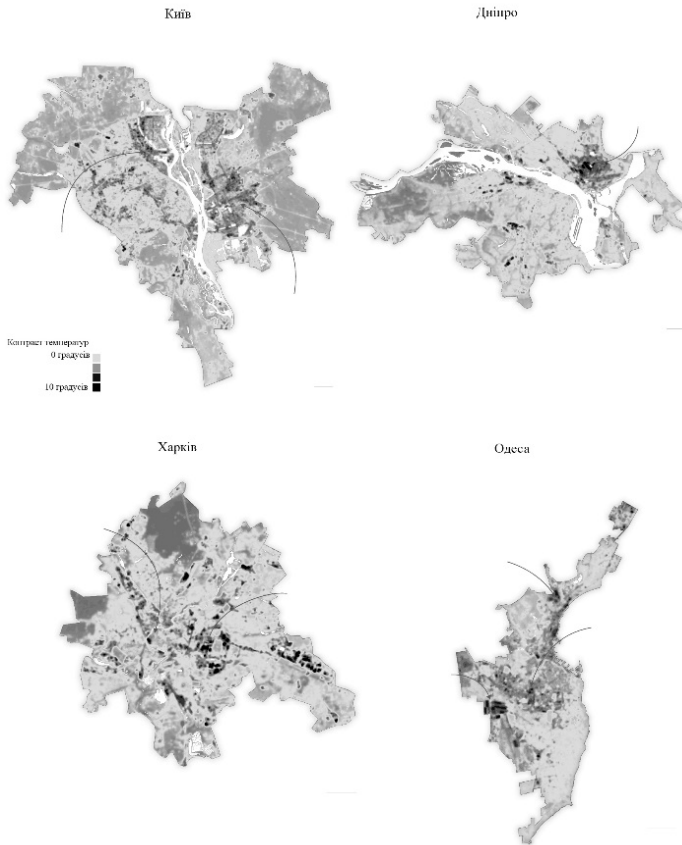 Київ
Дніпро
Контраст температур
0 градусів
10 градусів
Харків
Одеса